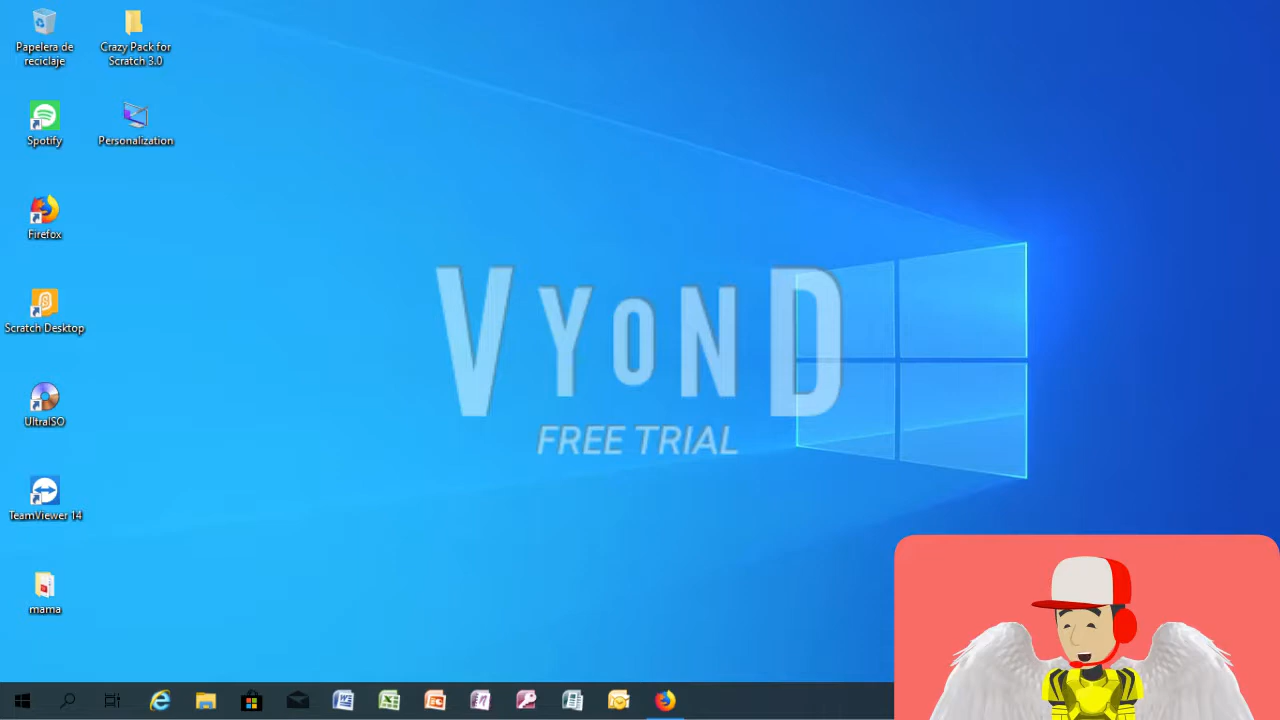 Papelera de
reciclaje
Crazy Pack for
Scratch 3.0
Spotify
Personalization
Firefox
Scratch Desktop
UltraISO
TeamViewer 14
mama
VYOND
FREE TRIAL